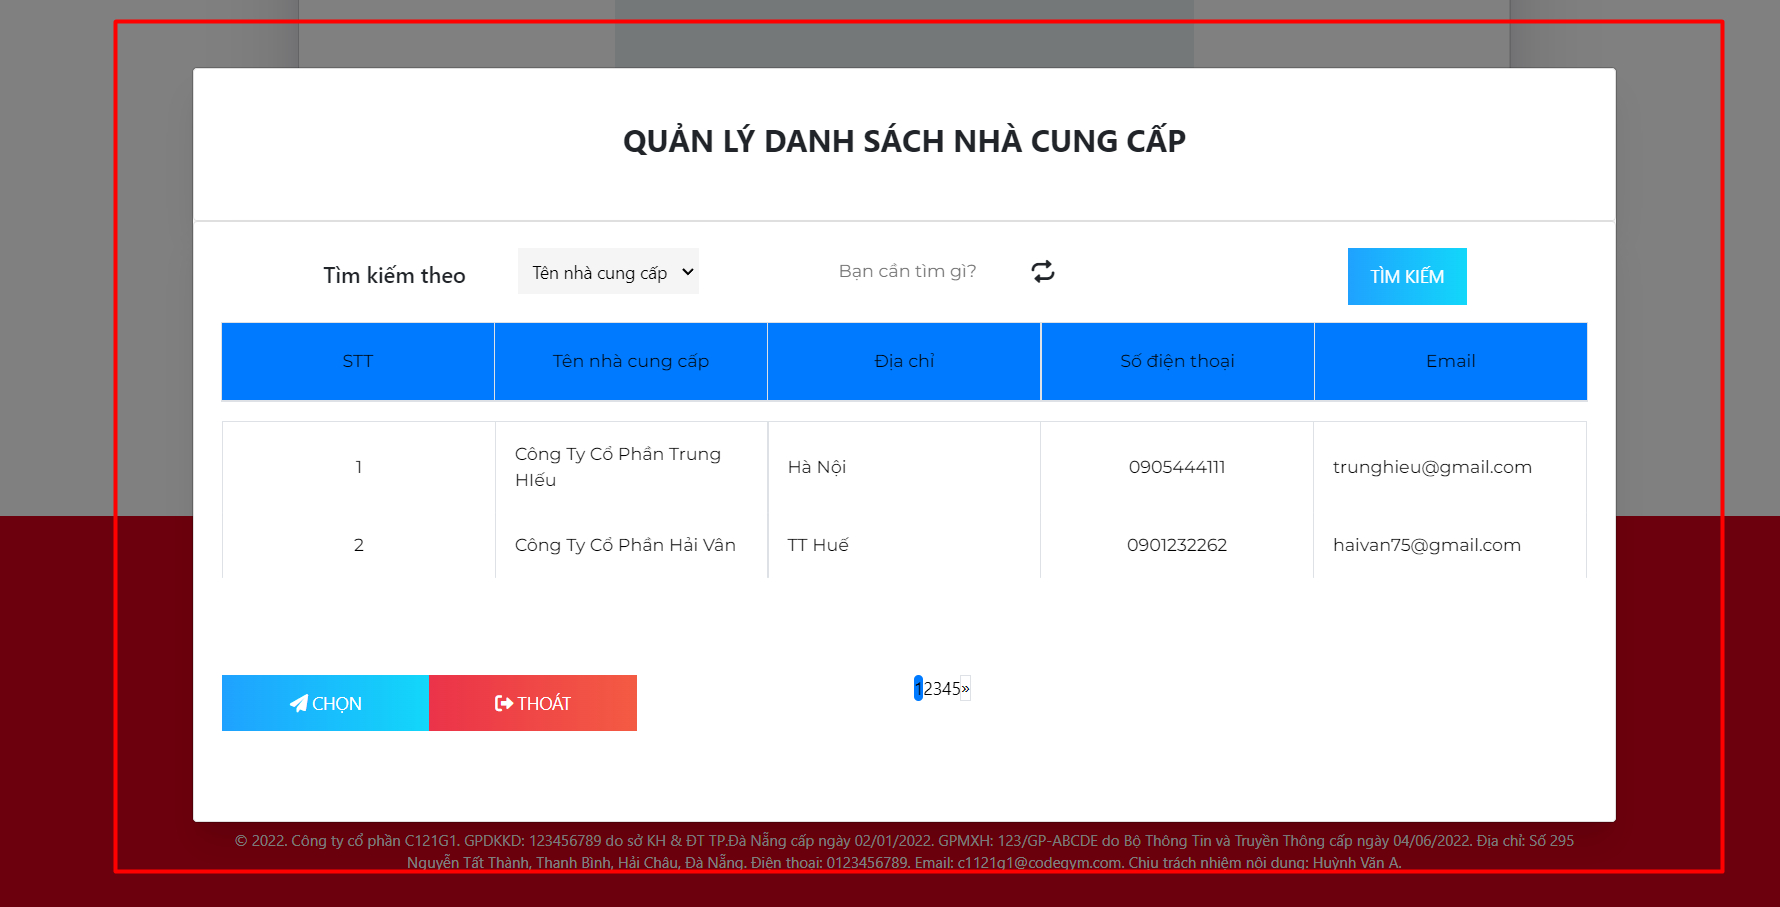 QUẢN LÝ DANH SÁCH NHÀ CUNG CẤP
Tìm kiếm theo Tên nhà cung cấp Bạn cần tìm gì? TÌM KIẾM
STT Tên nhà cung cấp Địa chỉ Số điện thoại Email
1 Công Ty Cổ Phần Trung HIếu Hà Nội 0905444111 trunghieu@gmail.com
2 Công Ty Cổ Phần Hải Vân TT Huế 0901232262 haivan75@gmail.com
CHỌN THOÁT 12345»
© 2022. Công ty cổ phần C121G1. GPDKKD: 123456789 do sở KH & ĐT TP.Đà Nẵng cấp ngày 02/01/2022. GPMXH: 123/GP-ABCDE do Bộ Thông Tin và Truyền Thông cấp ngày 04/06/2022. Địa chỉ: Số 295
Nguyễn Tất Thành, Thanh Bình, Hải Châu, Đà Nẵng. Điện thoại: 0123456789. Email: c1121g1@codegym.com. Chịu trách nhiệm nội dung: Huỳnh Văn A.